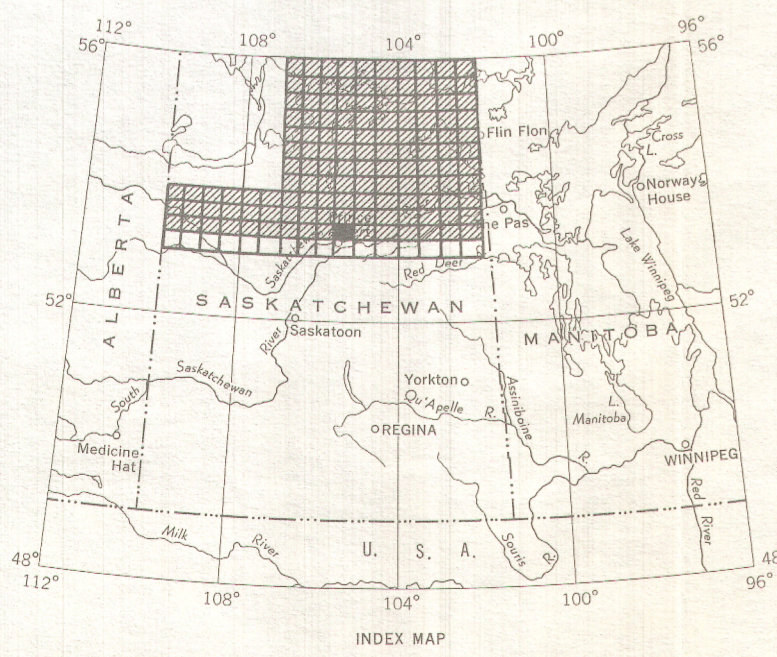 112°
108°
104°
100°
96°
56°
56°
Flin Flon
Cross
L.
Norway
House
The Pas
Lake Winnipeg
ALBERTA
Red Deer
52°
SASKATCHEWAN
52°
MANITOBA
Saskatoon
River
Saskatchewan
South
Yorkton
Qu'Apelle R.
Assiniboine
R.
L.
Manitoba
REGINA
Medicine
Hat
WINNIPEG
Red River
Milk River
U. S. A.
Souris R.
48°
48
112°
108°
104°
100°
96°
INDEX MAP